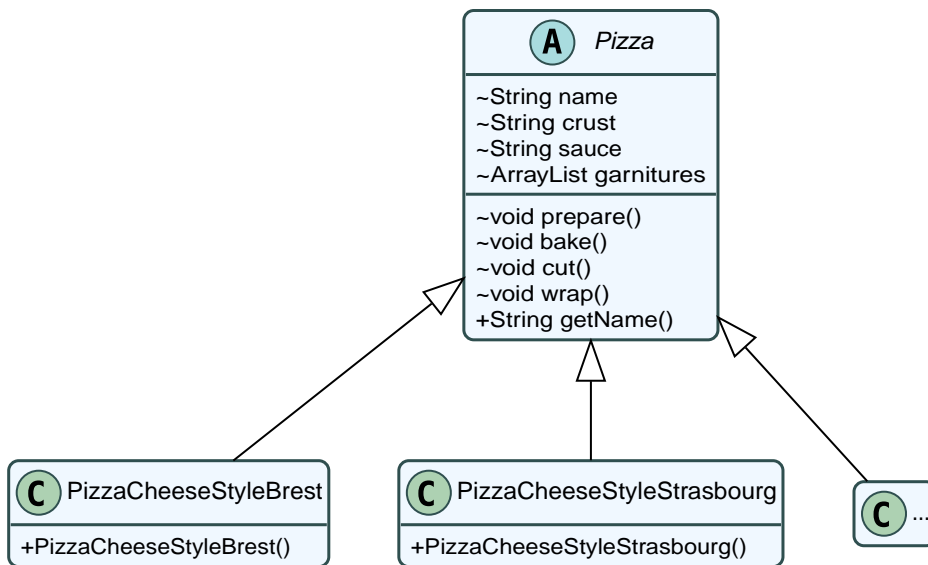 A Pizza
~String name
~String crust
~String sauce
~ArrayList garnitures
~void prepare()
~void bake()
~void cut()
~void wrap()
+String getName()
C PizzaCheeseStyleBrest
+PizzaCheeseStyleBrest()
C PizzaCheeseStyleStrasbourg
+PizzaCheeseStyleStrasbourg()
C ...